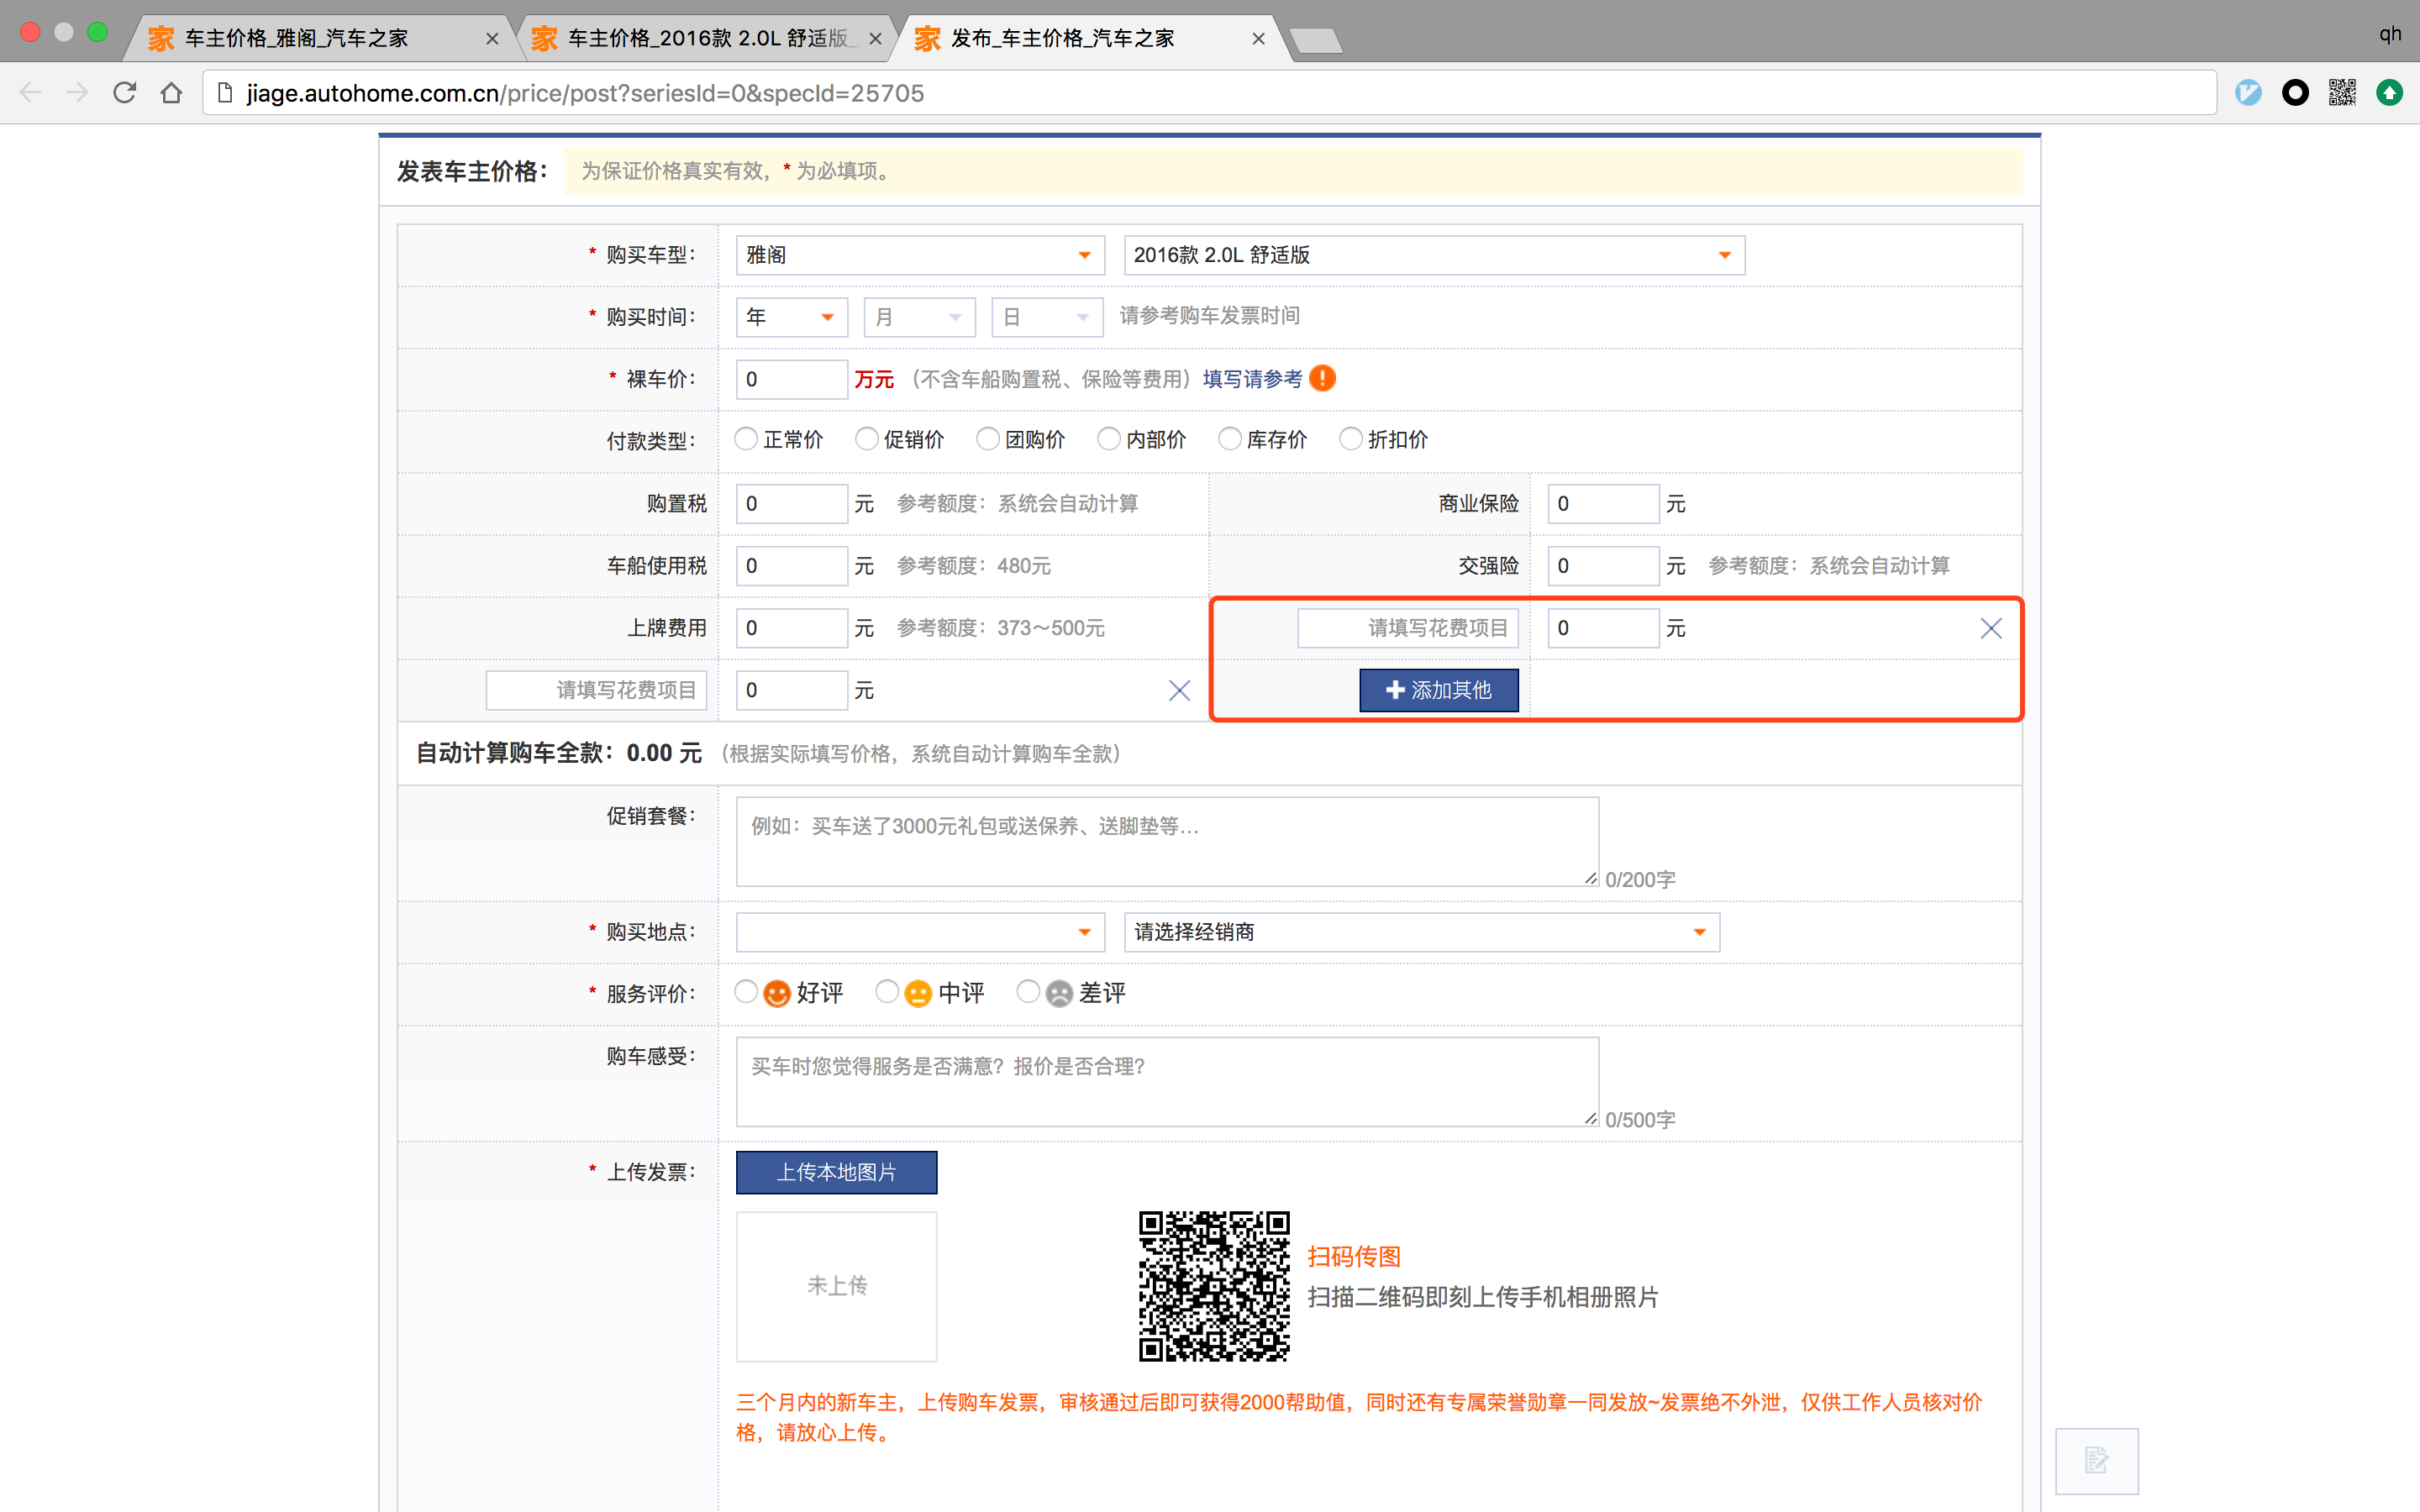 家 车主价格_雅阁_汽车之家
家 车主价格_2016款 2.0L 舒适版_
家 发布_车主价格_汽车之家
qh
jiage.autohome.com.cn/price/post?seriesId=0&specId=25705
发表车主价格： 为保证价格真实有效，* 为必填项。
* 购买车型： 雅阁 2016款 2.0L 舒适版
* 购买时间： 年 月 日 请参考购车发票时间
* 裸车价： 0 万元 （不含车船购置税、保险等费用）填写请参考 !
付款类型： 正常价 促销价 团购价 内部价 库存价 折扣价
购置税 0 元 参考额度：系统会自动计算 商业保险 0 元
车船使用税 0 元 参考额度：480元 交强险 0 元 参考额度：系统会自动计算
上牌费用 0 元 参考额度：373～500元 请填写花费项目 0 元
请填写花费项目 0 元 添加其他
自动计算购车全款：0.00 元 （根据实际填写价格，系统自动计算购车全款）
促销套餐： 例如：买车送了3000元礼包或送保养、送脚垫等...
0/200字
* 购买地点： 请选择经销商
* 服务评价： 好评 中评 差评
购车感受： 买车时您觉得服务是否满意？报价是否合理？
0/500字
* 上传发票： 上传本地图片
未上传
扫码传图
扫描二维码即刻上传手机相册照片
三个月内的新车主，上传购车发票，审核通过后即可获得2000帮助值，同时还有专属荣誉勋章一同发放~发票绝不外泄，仅供工作人员核对价
格，请放心上传。